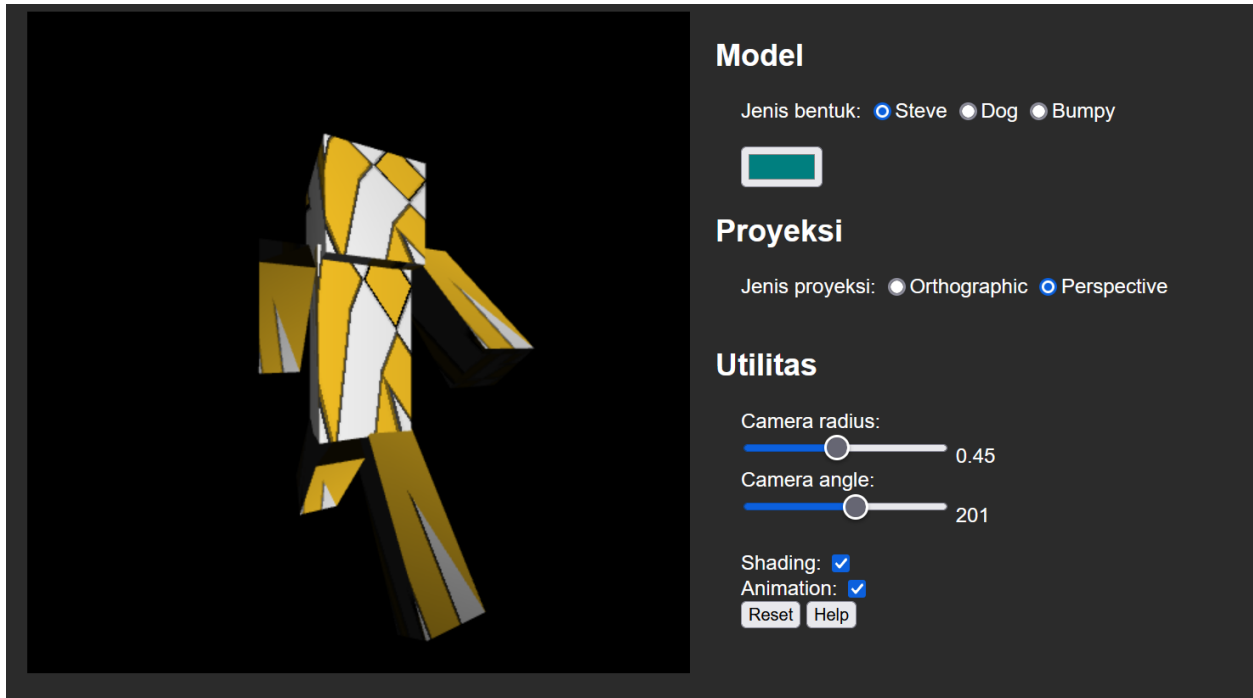 Model
Jenis bentuk: Steve Dog Bumpy
Proyeksi
Jenis proyeksi: Orthographic Perspective
Utilitas
Camera radius:
0.45
Camera angle:
201
Shading:
Animation:
Reset Help